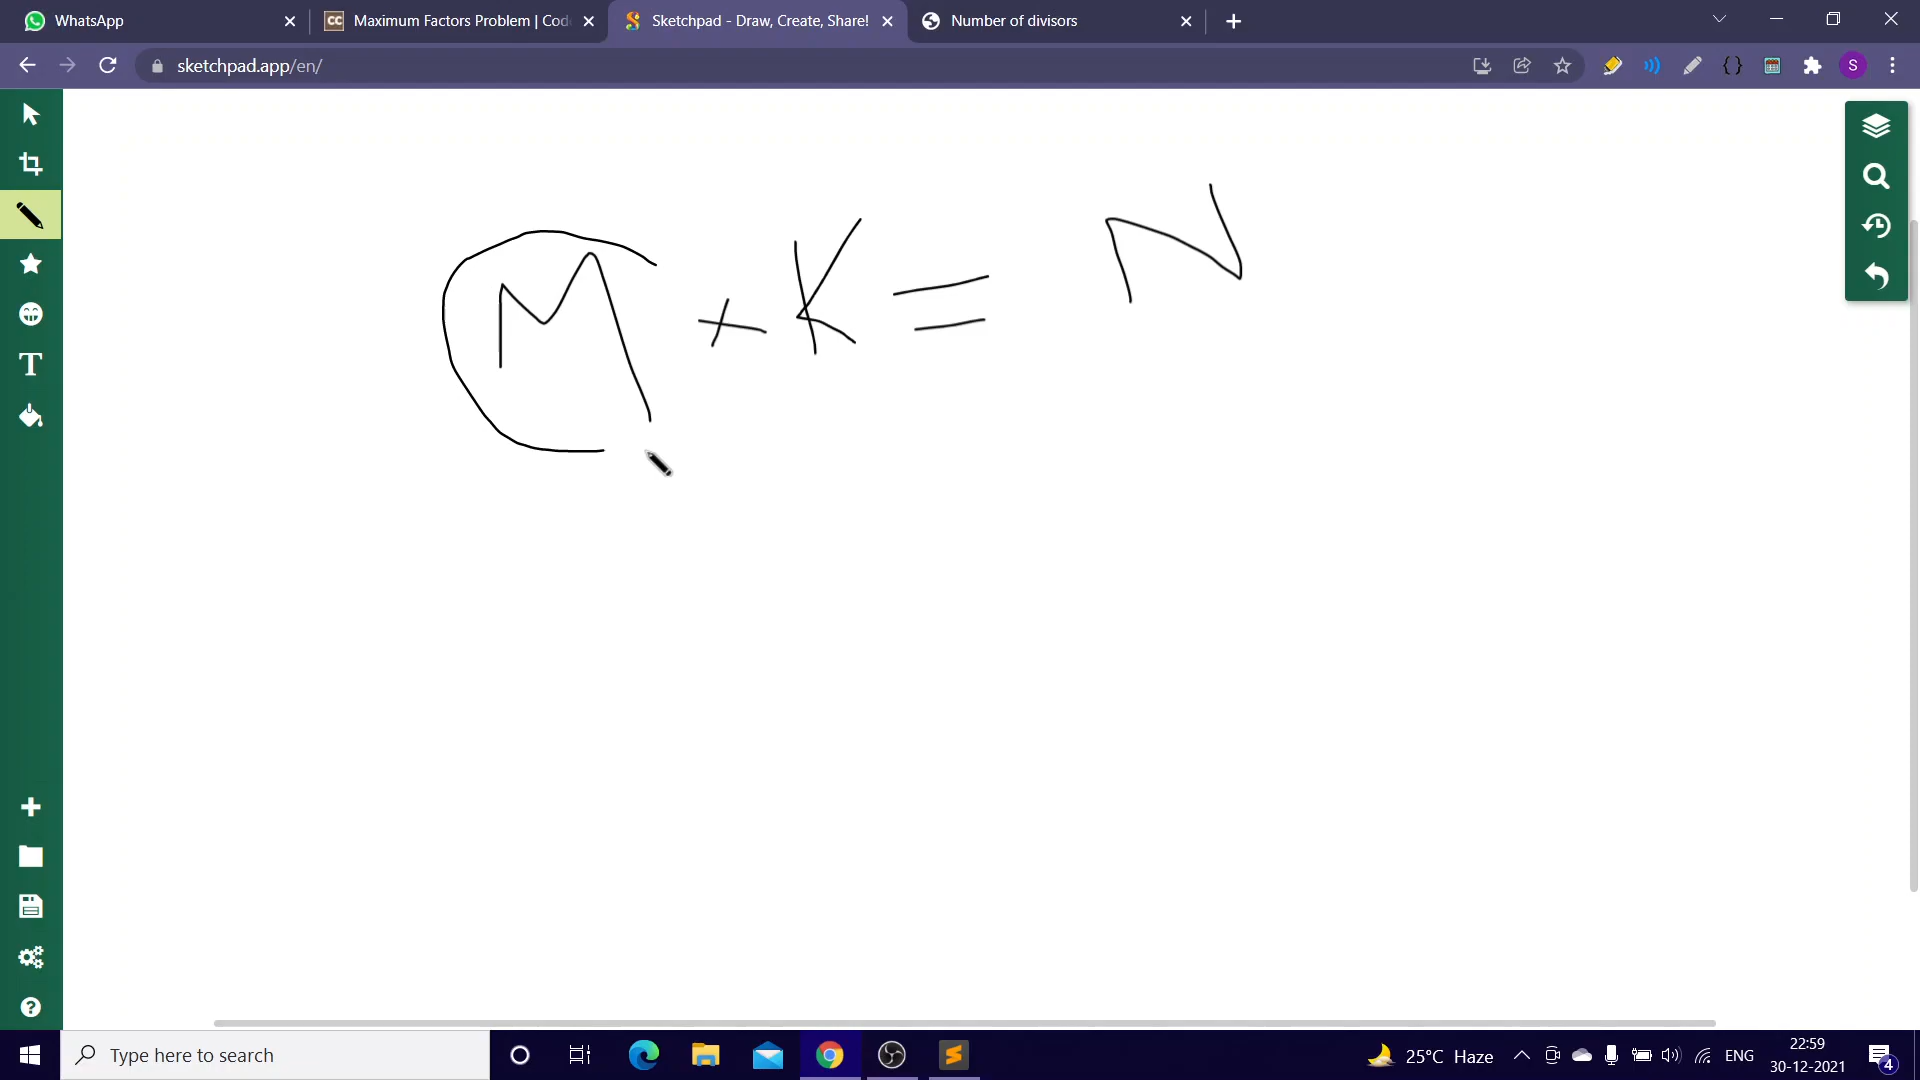 WhatsApp
Maximum Factors Problem | Cod
Sketchpad - Draw, Create, Share!
Number of divisors
sketchpad.app/en/
S
M + K = N
T
Type here to search
25°C Haze
ENG
22:59
30-12-2021
4